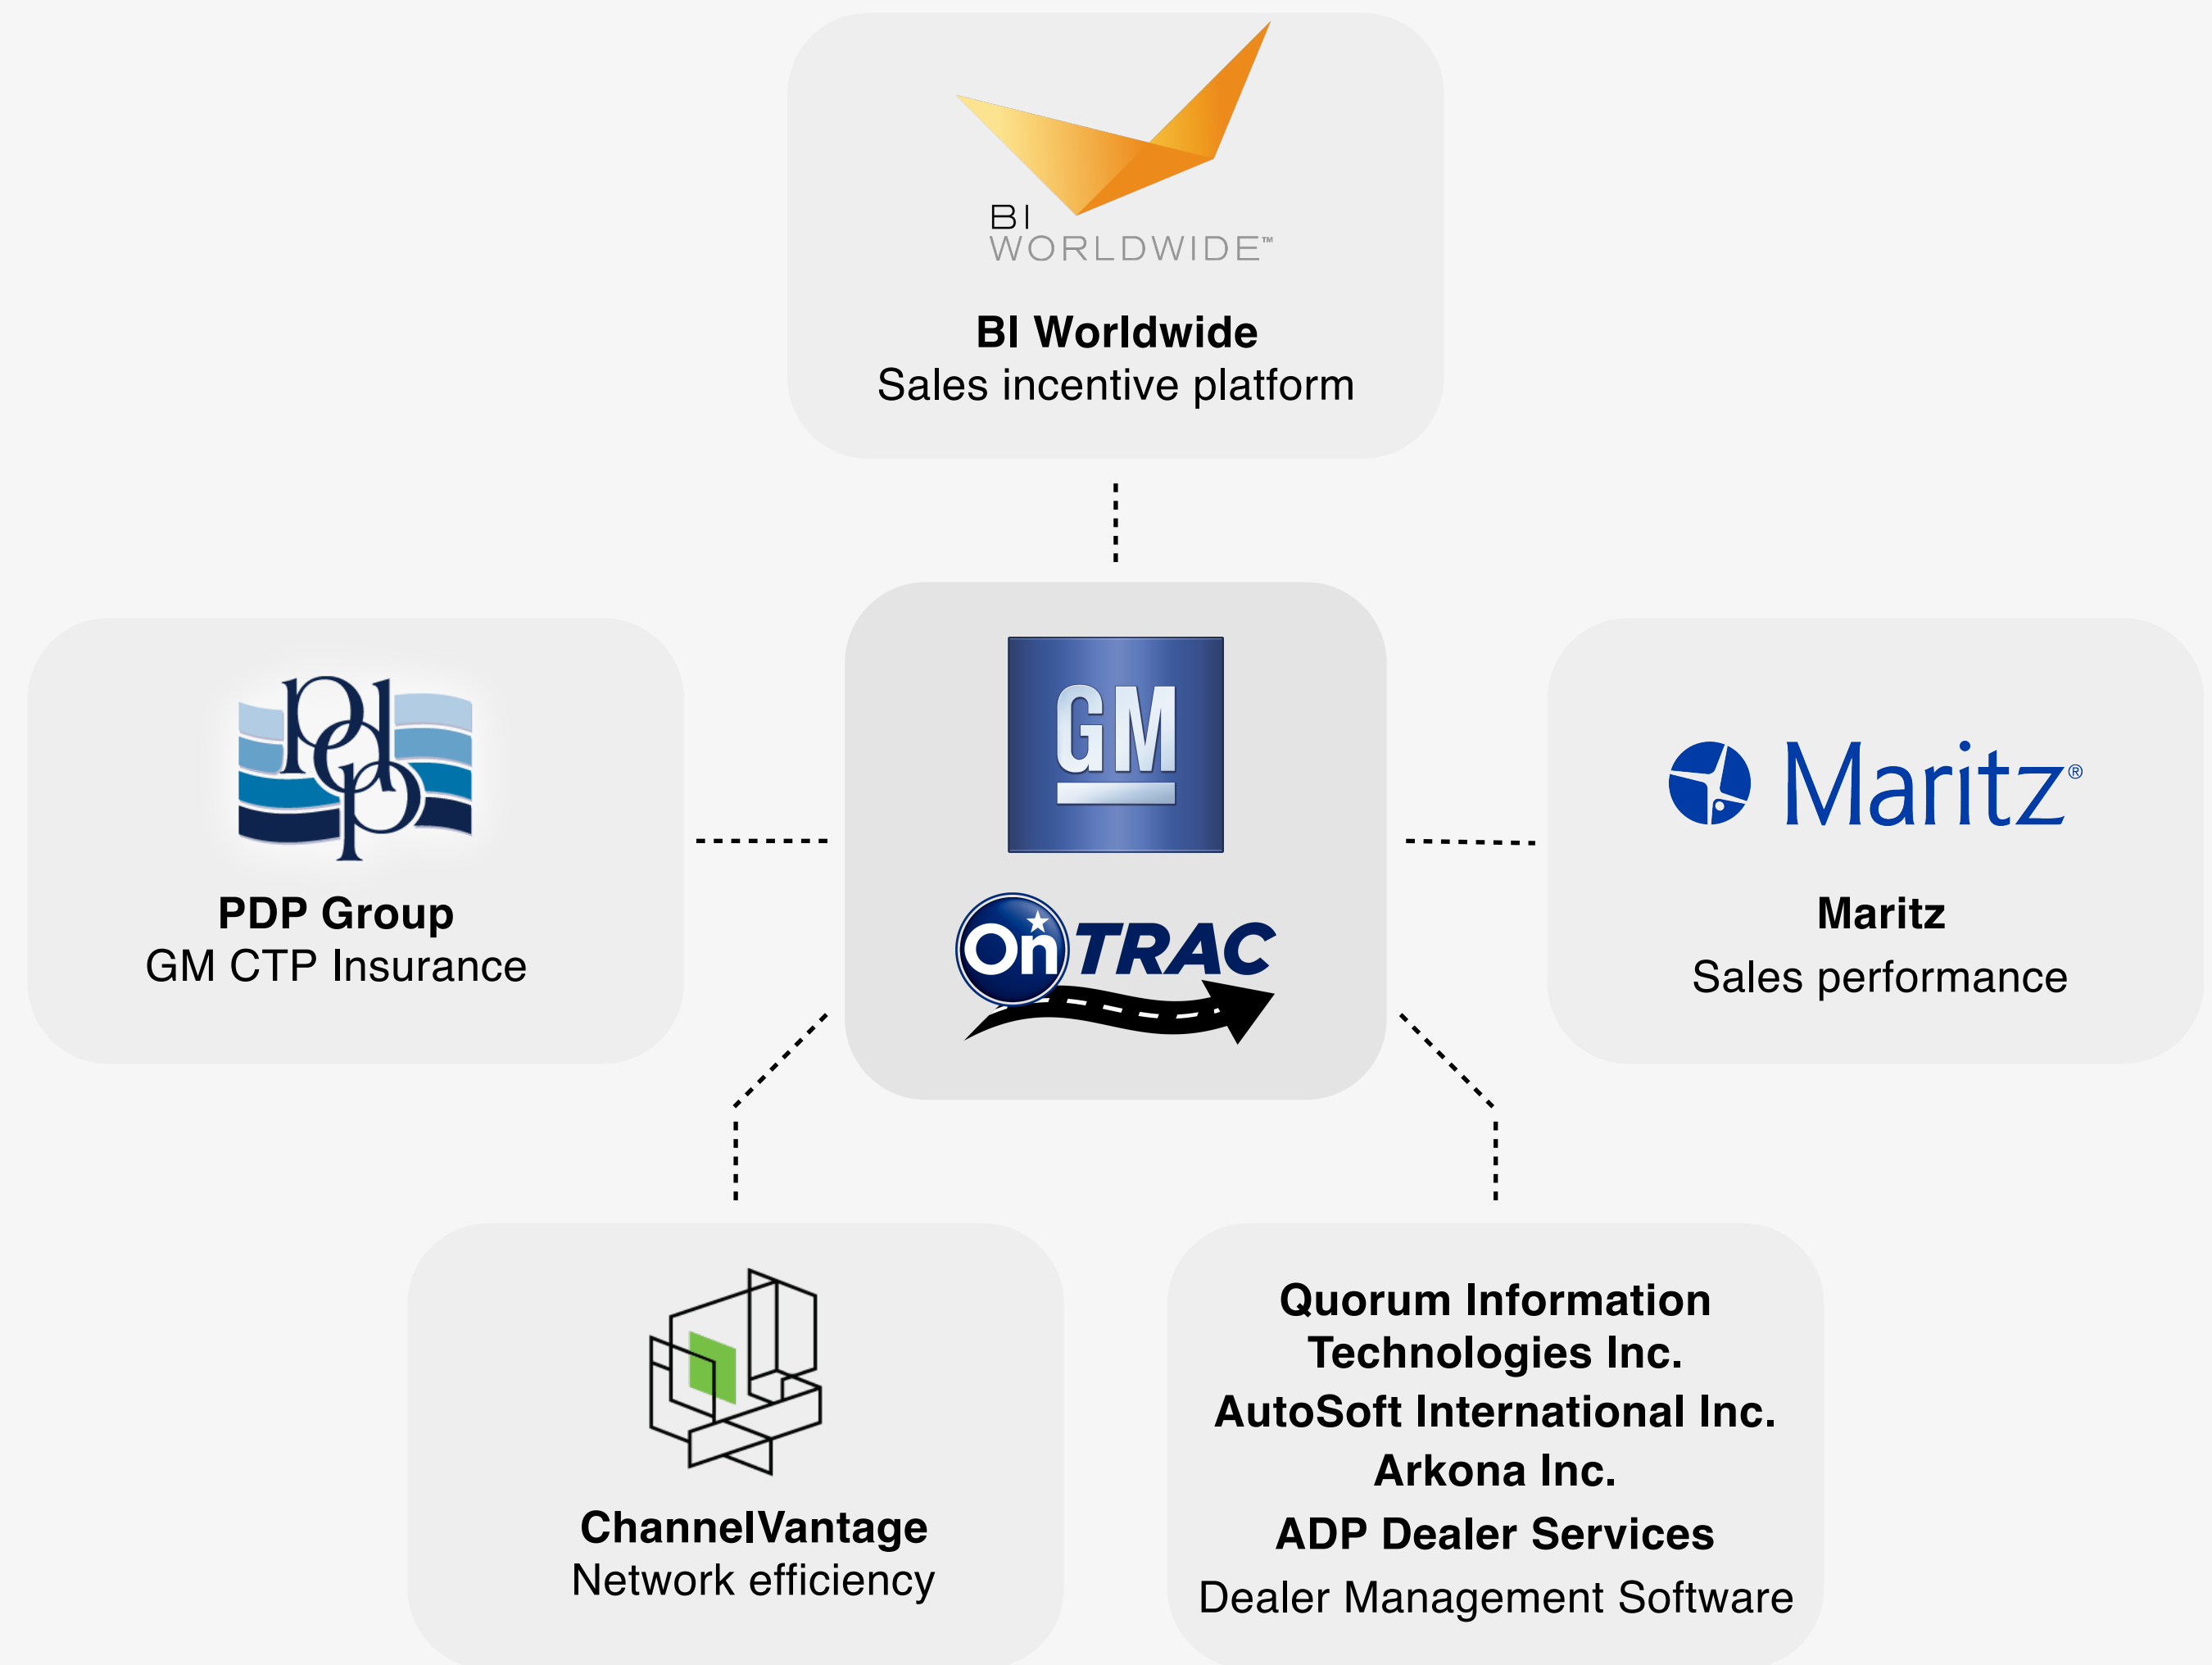 BI
WORLDWIDE™
BI Worldwide
Sales incentive platform
pdp
PDP Group
GM CTP Insurance
GM
OnTRAC
Maritz®
Maritz
Sales performance
ChannelVantage
Network efficiency
Quorum Information
Technologies Inc.
AutoSoft International Inc.
Arkona Inc.
ADP Dealer Services
Dealer Management Software